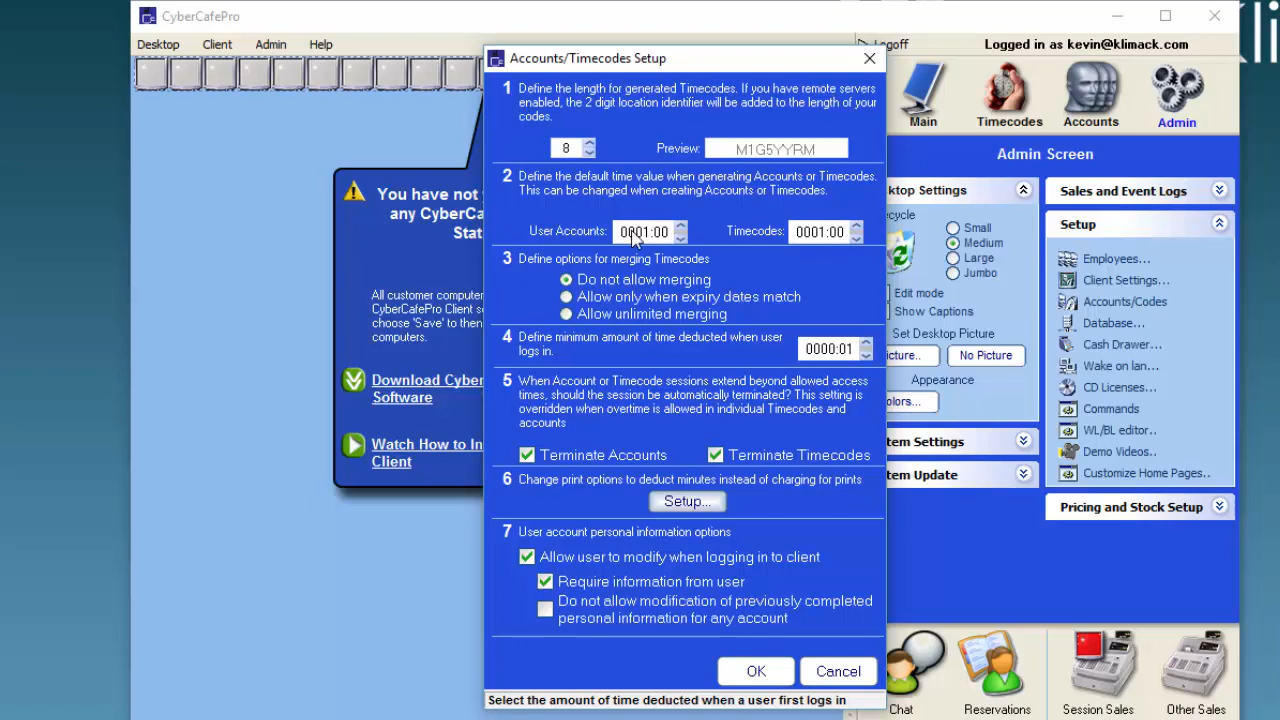 CyberCafePro
Kli
Desktop Client Admin Help
Logoff
Logged in as kevin@klimack.com
Main Timecodes Accounts Admin
Admin Screen
You have not
any
All customer computer
CyberCafePro Client
choose 'Save' to
computers.
Download
Software
Watch How to
Client
Accounts/Timecodes Setup
1 Define the length for generated Timecodes. If you have remote servers
enabled, the 2 digit location identifier will be added to the length of your
codes.
8 Preview: M1G5YYRM
2 Define the default time value when generating Accounts or Timecodes.
This can be changed when creating Accounts or Timecodes.
User Accounts: 0001:00 Timecodes: 0001:00
3 Define options for merging Timecodes
Do not allow merging
Allow only when expiry dates match
Allow unlimited merging
4 Define minimum amount of time deducted when user
logs in.
0000:01
5 When Account or Timecode sessions extend beyond allowed access
times, should the session be automatically terminated? This setting is
overridden when overtime is allowed in individual Timecodes and
accounts
Terminate Accounts Terminate Timecodes
6 Change print options to deduct minutes instead of charging for prints
Setup...
7 User account personal information options
Allow user to modify when logging in to client
Require information from user
Do not allow modification of previously completed
personal information for any account
OK Cancel
Select the amount of time deducted when a user first logs in
Settings
Small
Medium
Large
Jumbo
Edit mode
Show Captions
Set Desktop Picture
No Picture
Appearance
Settings
Update
Sales and Event Logs
Setup
Employees...
Client Settings...
Accounts/Codes
Database...
Cash Drawer...
Wake on lan...
CD Licenses...
Commands
WL/BL editor..
Demo Videos..
Customize Home Pages..
Pricing and Stock Setup
Chat Reservations Session Sales Other Sales